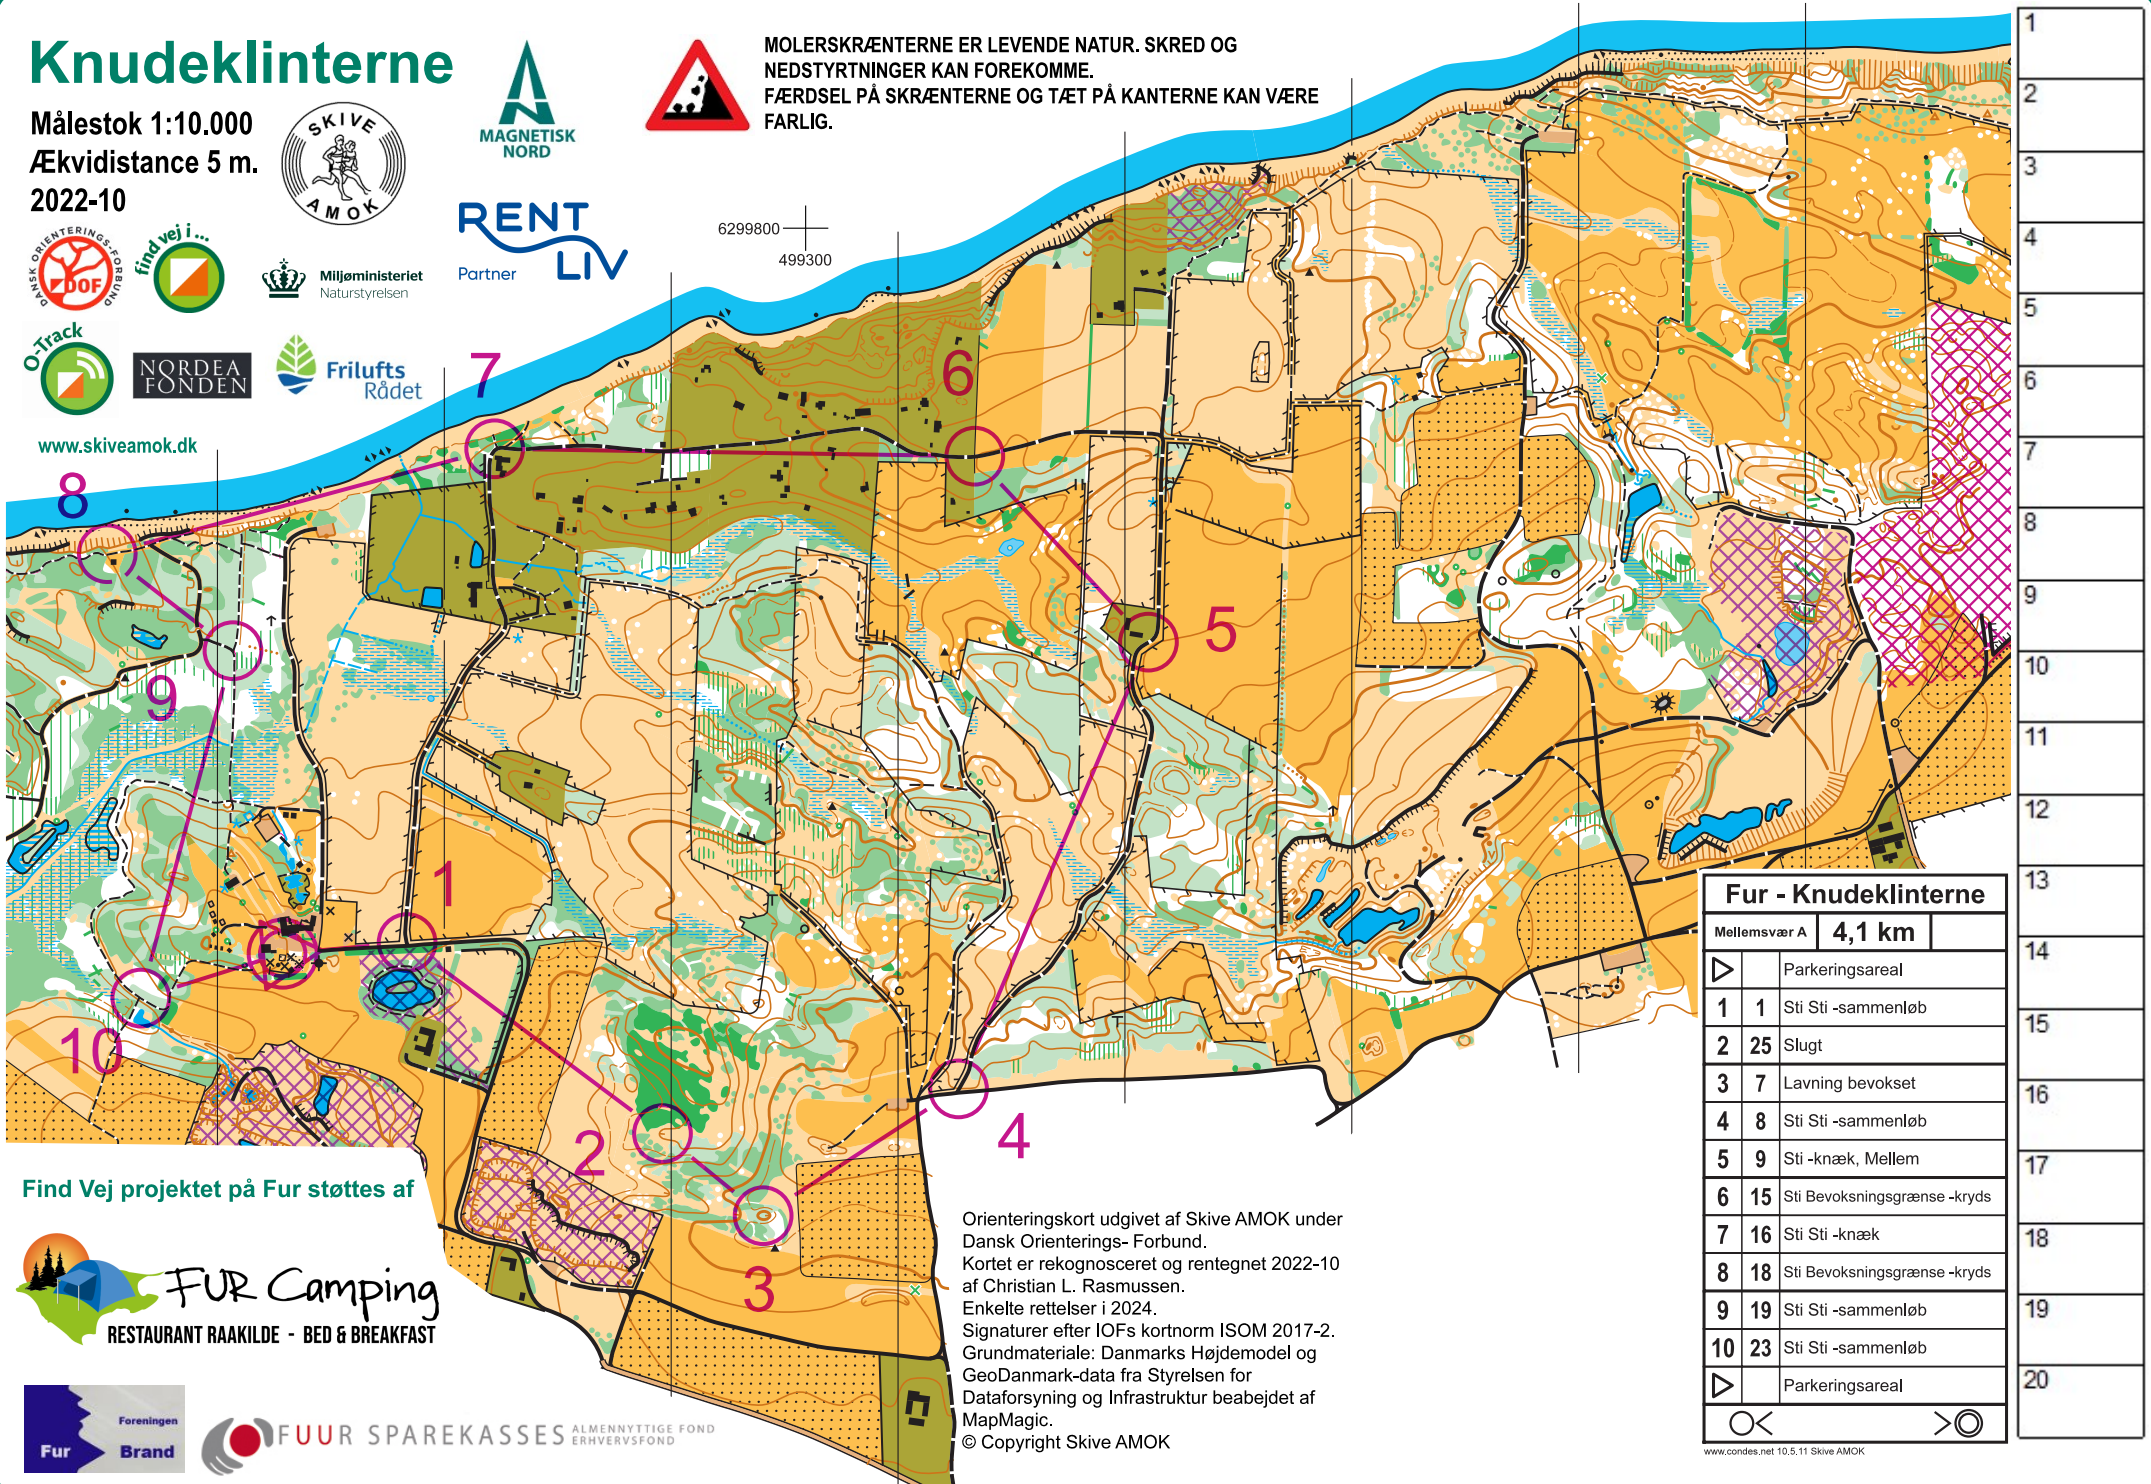 Knudeklinterne
Målestok 1:10.000
Ækvidistance 5 m.
2022-10
SKIVE
AMOK
MAGNETISK
NORD
MOLERSKRÆNTERNE ER LEVENDE NATUR. SKRED OG
NEDSTYRTNINGER KAN FOREKOMME.
FÆRDSEL PÅ SKRÆNTERNE OG TÆT PÅ KANTERNE KAN VÆRE
FARLIG.
DANSK ORIENTERINGS-FORBUND
DOF
find vej i ...
Miljøministeriet
Naturstyrelsen
RENT
LIV
Partner
6299800
499300
O-Track
NORDEA
FONDEN
Frilufts
Rådet
www.skiveamok.dk
7
6
8
5
9
1
10
2
4
3
Find Vej projektet på Fur støttes af
FUR Camping
RESTAURANT RAAKILDE - BED & BREAKFAST
Foreningen
Fur Brand
FUUR SPAREKASSES ALMENNYTTIGE FOND
ERHVERVSFOND
Orienteringskort udgivet af Skive AMOK under
Dansk Orienterings- Forbund.
Kortet er rekognosceret og rentegnet 2022-10
af Christian L. Rasmussen.
Enkelte rettelser i 2024.
Signaturer efter IOFs kortnorm ISOM 2017-2.
Grundmateriale: Danmarks Højdemodel og
GeoDanmark-data fra Styrelsen for
Dataforsyning og Infrastruktur beabejdet af
MapMagic.
© Copyright Skive AMOK
Fur - Knudeklinterne
Mellemsvær A 4,1 km
Parkeringsareal
1 1 Sti Sti -sammenløb
2 25 Slugt
3 7 Lavning bevokset
4 8 Sti Sti -sammenløb
5 9 Sti -knæk, Mellem
6 15 Sti Bevoksningsgrænse -kryds
7 16 Sti Sti -knæk
8 18 Sti Bevoksningsgrænse -kryds
9 19 Sti Sti -sammenløb
10 23 Sti Sti -sammenløb
Parkeringsareal
www.condes.net 10.5.11 Skive AMOK
1
2
3
4
5
6
7
8
9
10
11
12
13
14
15
16
17
18
19
20